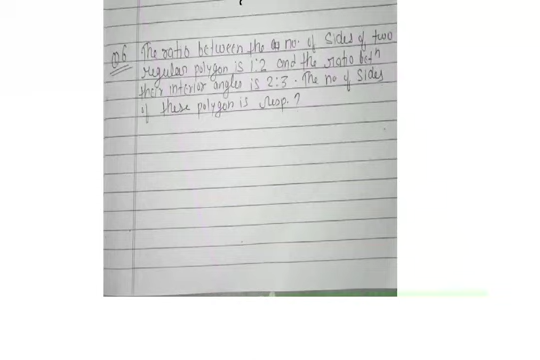 Q6 The ratio between the no. of sides of two
regular polygon is 1:2 and the ratio betn
their interior angles is 2:3. The no of sides
of these polygon is resp. ?